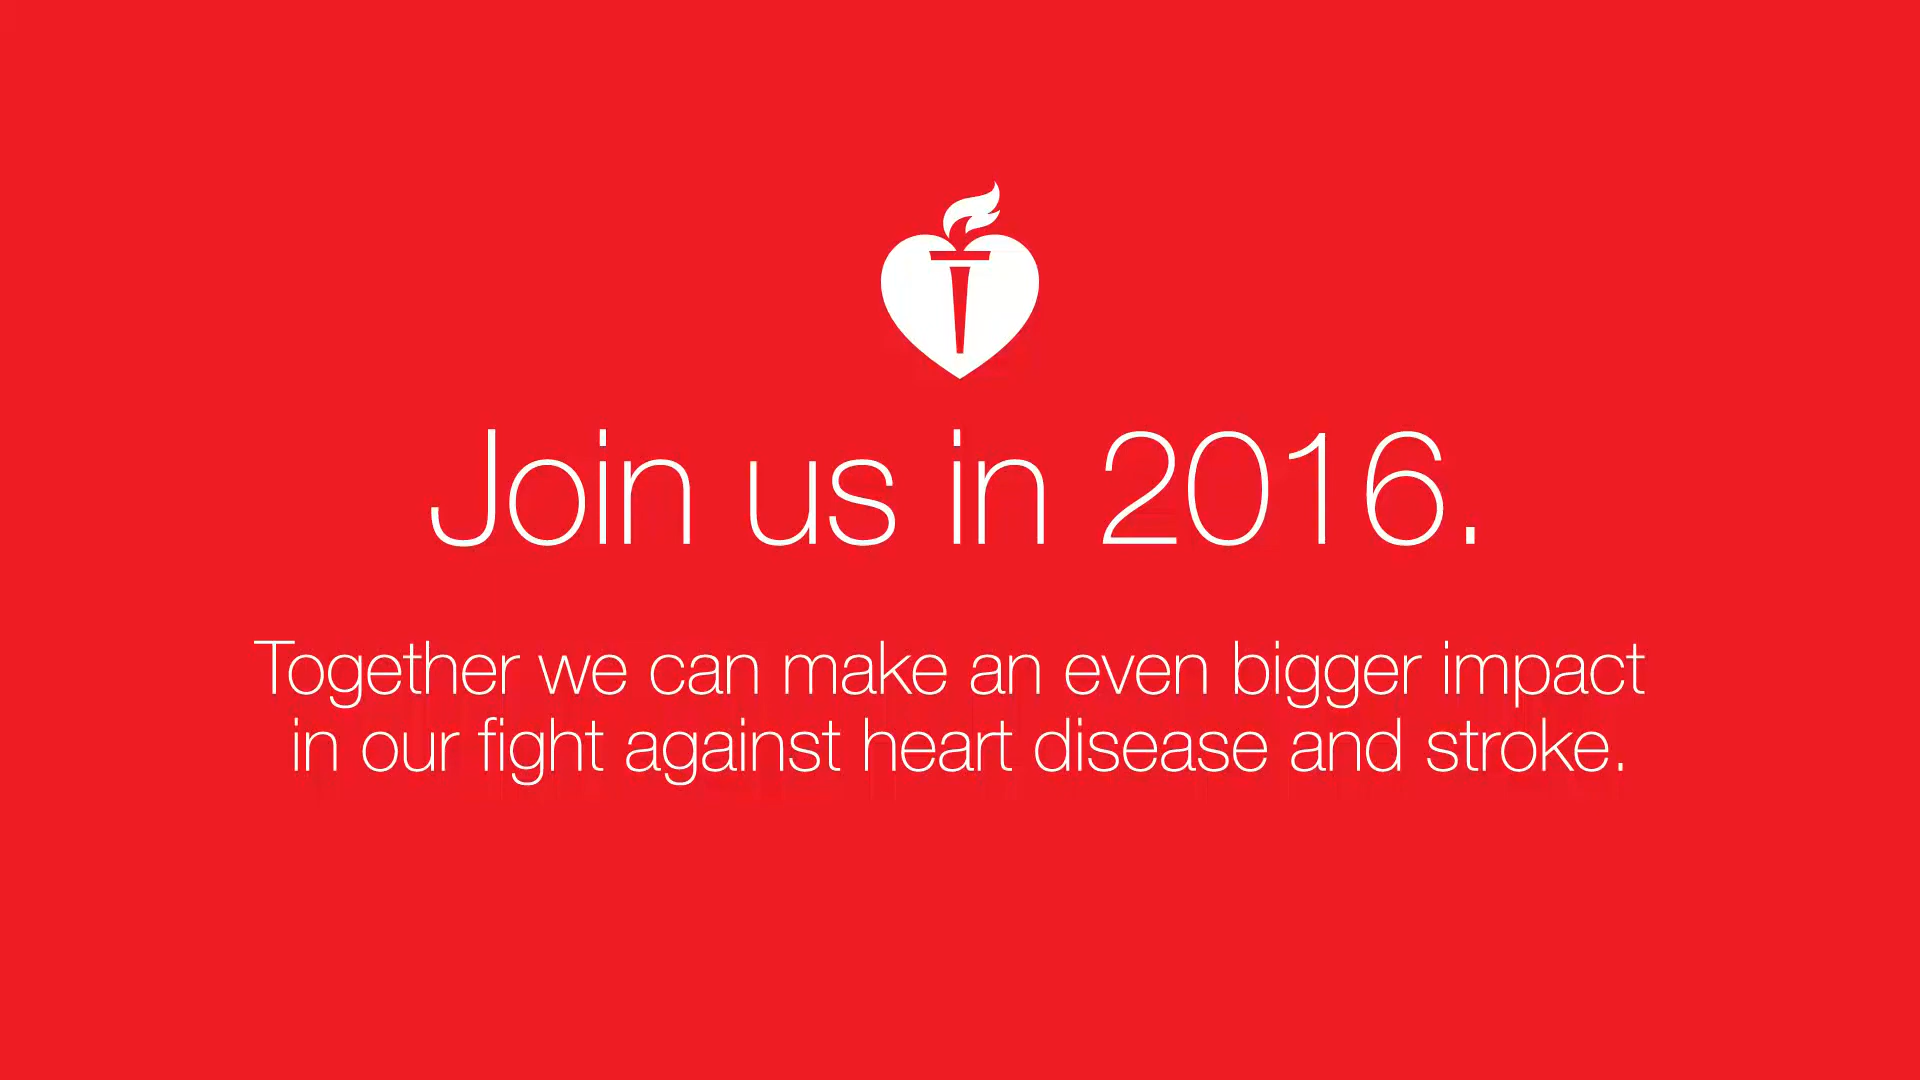 Join us in 2016.
Together we can make an even bigger impact
in our fight against heart disease and stroke.